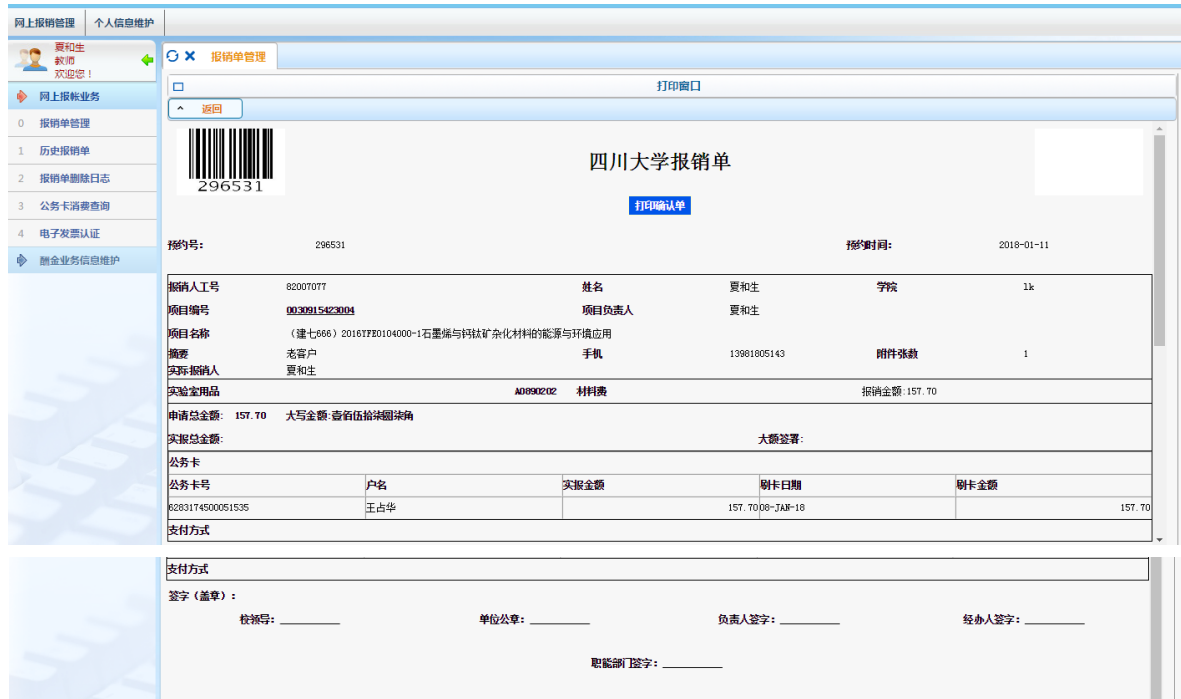 网上报销管理 个人信息维护
夏和生
教师
欢迎您！
报销单管理
打印窗口
网上报帐业务
返回
0 报销单管理
1 历史报销单
2 报销单删除日志
3 公务卡消费查询
4 电子发票认证
酬金业务信息维护
296531
四川大学报销单
打印确认单
预约号: 296531 预约时间: 2018-01-11
报销人工号 82007077 姓名 夏和生 学院 lk
项目编号 0030915423004 项目负责人 夏和生
项目名称 （建七666）2016YFE0104000-1石墨烯与钙钛矿杂化材料的能源与环境应用
摘要 老客户 手机 13981805143 附件张数 1
实际报销人 夏和生
实验室用品 A0890202 材料费 报销金额:157.70
申请总金额: 157.70 大写金额:壹佰伍拾柒圆柒角
实报总金额: 大额签署:
公务卡
公务卡号 户名 实报金额 刷卡日期 刷卡金额
6283174500051535 王占华 157.70 08-JAN-18 157.70
支付方式
支付方式
签字（盖章）:
校领导: __________ 单位公章: __________ 负责人签字: __________ 经办人签字: __________
职能部门签字: __________